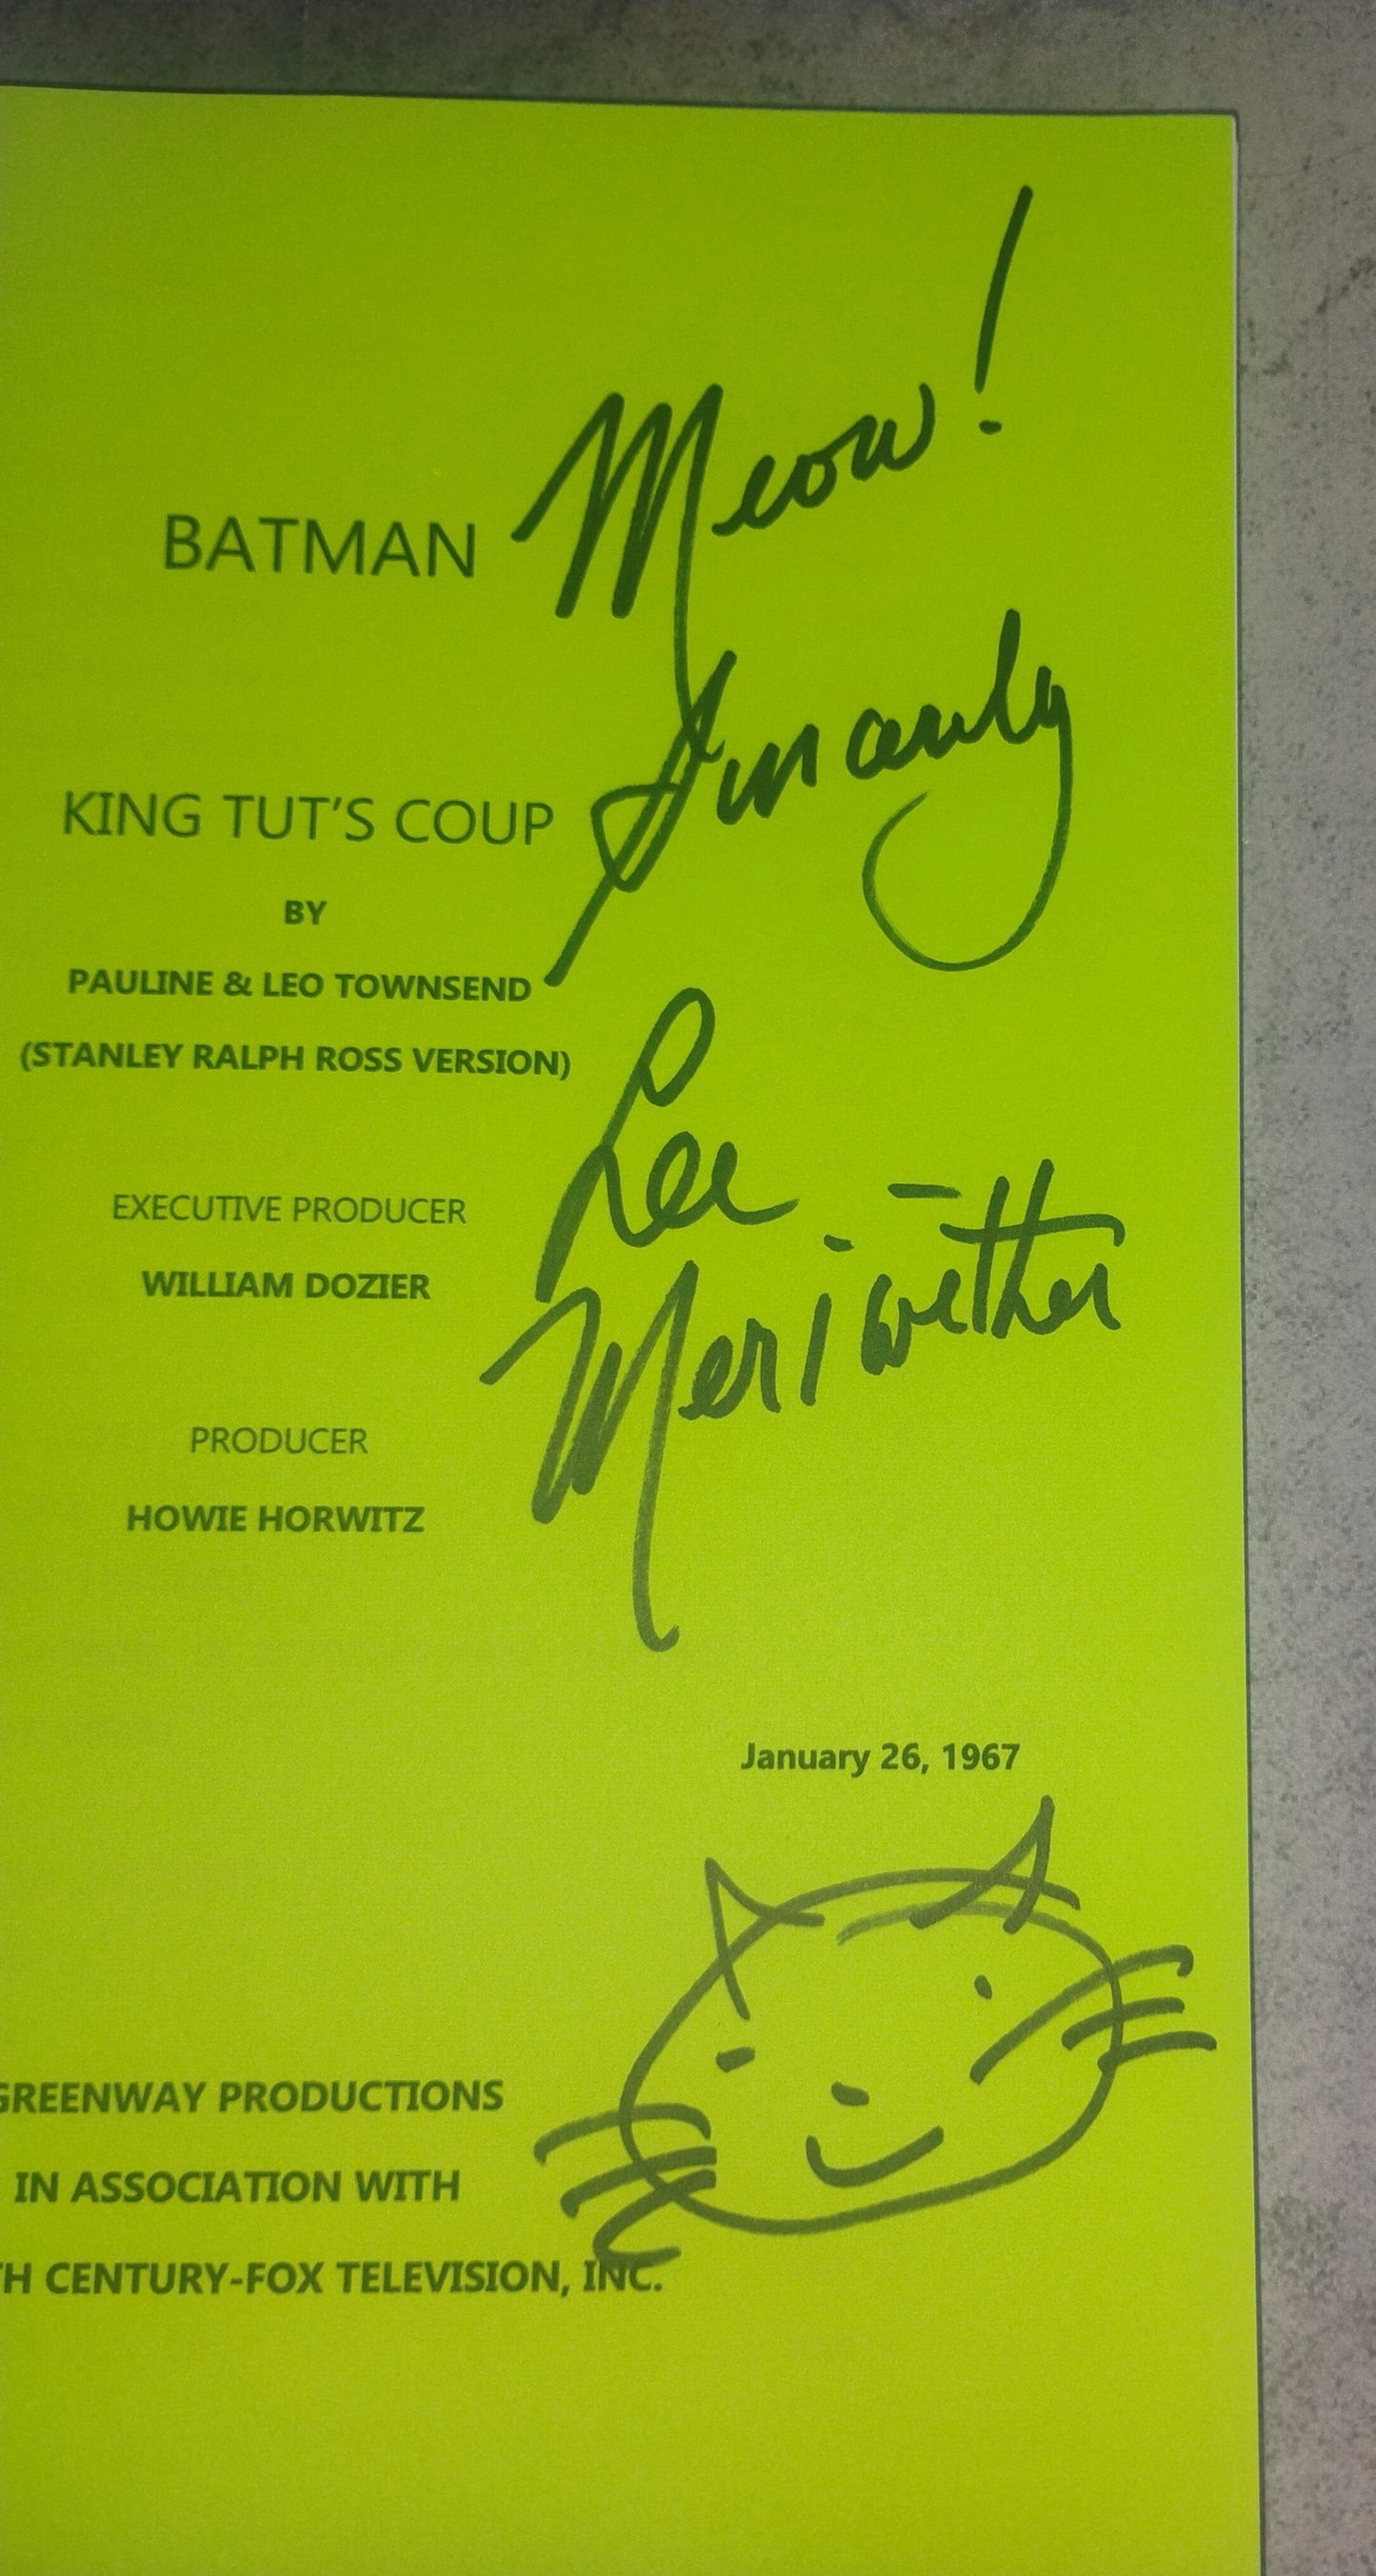 Meow!
BATMAN
Sincerely
KING TUT'S COUP
BY
PAULINE & LEO TOWNSEND
(STANLEY RALPH ROSS VERSION)
Lee
Meriwether
EXECUTIVE PRODUCER
WILLIAM DOZIER
PRODUCER
HOWIE HORWITZ
January 26, 1967
GREENWAY PRODUCTIONS
IN ASSOCIATION WITH
TH CENTURY-FOX TELEVISION, INC.